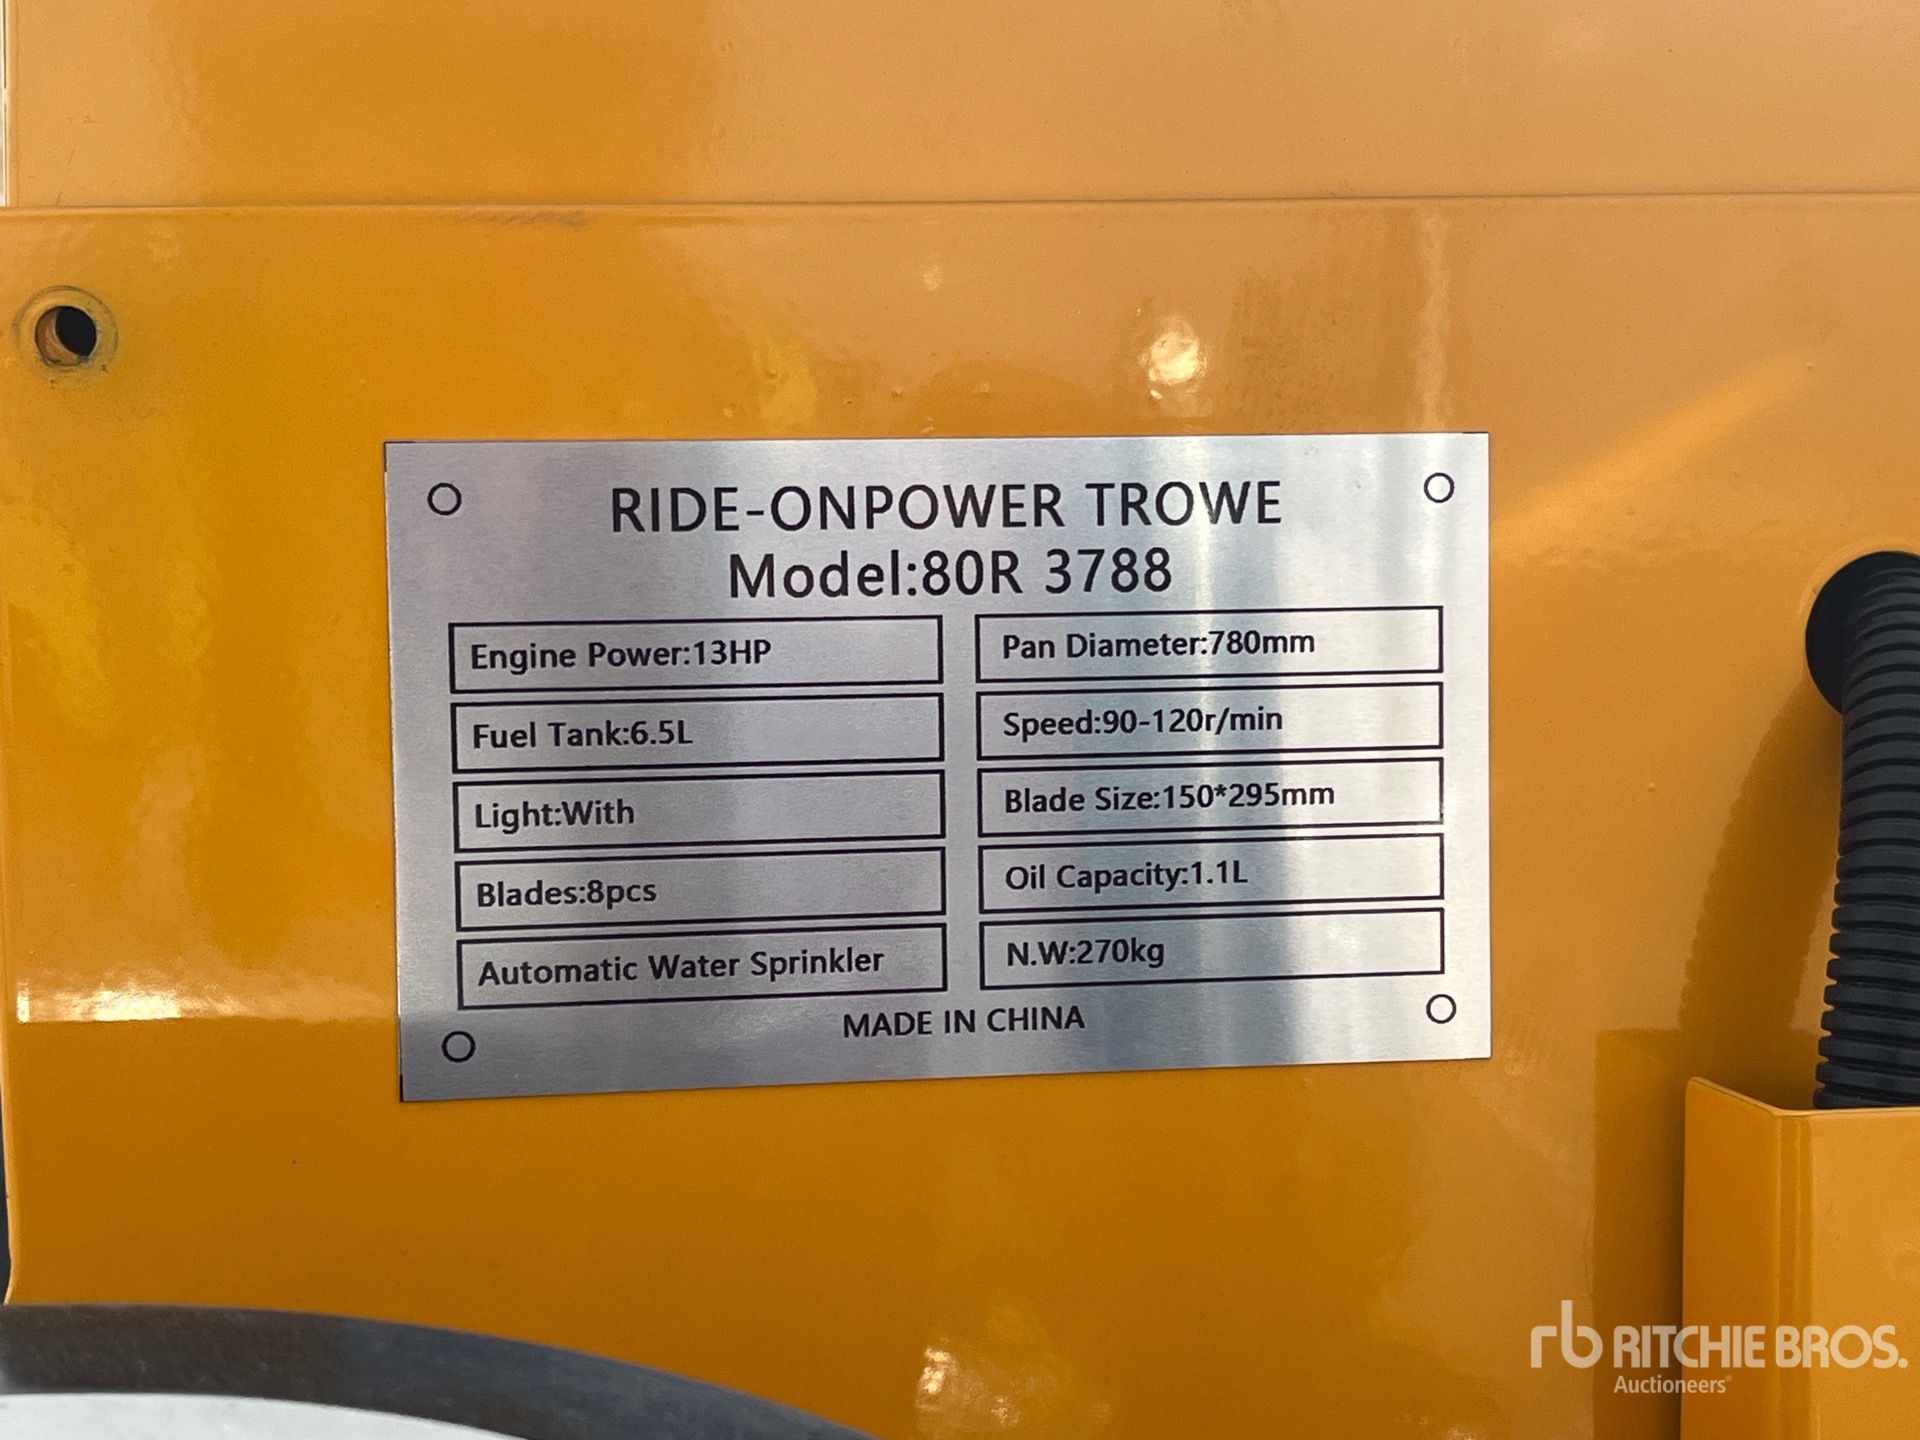 RIDE-ONPOWER TROWE
Model:80R 3788
Engine Power:13HP
Pan Diameter:780mm
Fuel Tank:6.5L
Speed:90-120r/min
Light:With
Blade Size:150*295mm
Blades:8pcs
Oil Capacity:1.1L
Automatic Water Sprinkler
N.W:270kg
MADE IN CHINA
rb RITCHIE BROS.
Auctioneers®